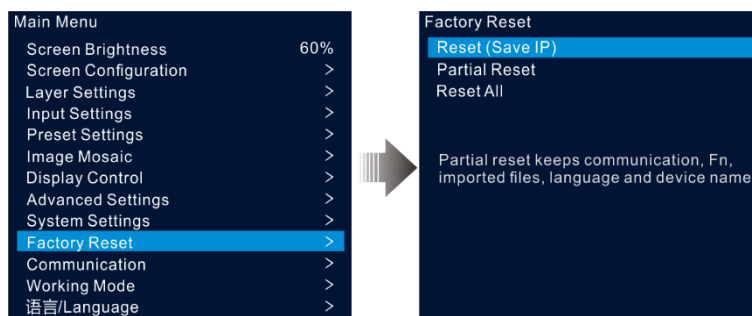 Main Menu
Screen Brightness 60%
Screen Configuration >
Layer Settings >
Input Settings >
Preset Settings >
Image Mosaic >
Display Control >
Advanced Settings >
System Settings >
Factory Reset >
Communication >
Working Mode >
语言/Language >
Factory Reset
Reset (Save IP)
Partial Reset
Reset All
Partial reset keeps communication, Fn,
imported files, language and device name